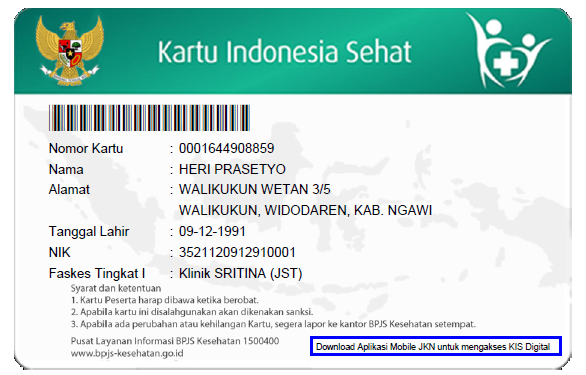 Kartu Indonesia Sehat
Nomor Kartu : 0001644908859
Nama : HERI PRASETYO
Alamat : WALIKUKUN WETAN 3/5
WALIKUKUN, WIDODAREN, KAB. NGAWI
Tanggal Lahir : 09-12-1991
NIK : 3521120912910001
Faskes Tingkat I : Klinik SRITINA (JST)
Syarat dan ketentuan
1. Kartu Peserta harap dibawa ketika berobat.
2. Apabila kartu ini disalahgunakan akan dikenakan sanksi.
3. Apabila ada perubahan atau kehilangan Kartu, segera lapor ke kantor BPJS Kesehatan setempat.
Pusat Layanan Informasi BPJS Kesehatan 1500400
www.bpjs-kesehatan.go.id
Download Aplikasi Mobile JKN untuk mengakses KIS Digital